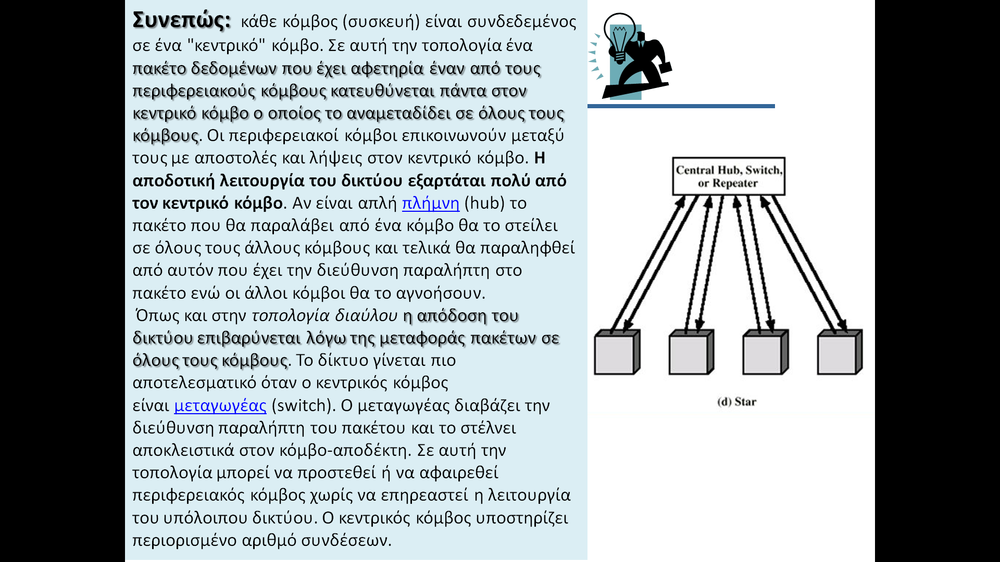 Συνεπώς: κάθε κόμβος (συσκευή) είναι συνδεδεμένος
σε ένα "κεντρικό" κόμβο. Σε αυτή την τοπολογία ένα
πακέτο δεδομένων που έχει αφετηρία έναν από τους
περιφερειακούς κόμβους κατευθύνεται πάντα στον
κεντρικό κόμβο ο οποίος το αναμεταδίδει σε όλους τους
κόμβους. Οι περιφερειακοί κόμβοι επικοινωνούν μεταξύ
τους με αποστολές και λήψεις στον κεντρικό κόμβο. Η
αποδοτική λειτουργία του δικτύου εξαρτάται πολύ από
τον κεντρικό κόμβο. Αν είναι απλή πλήμνη (hub) το
πακέτο που θα παραλάβει από ένα κόμβο θα το στείλει
σε όλους τους άλλους κόμβους και τελικά θα παραληφθεί
από αυτόν που έχει την διεύθυνση παραλήπτη στο
πακέτο ενώ οι άλλοι κόμβοι θα το αγνοήσουν.
Όπως και στην τοπολογία διαύλου η απόδοση του
δικτύου επιβαρύνεται λόγω της μεταφοράς πακέτων σε
όλους τους κόμβους. Το δίκτυο γίνεται πιο
αποτελεσματικό όταν ο κεντρικός κόμβος
είναι μεταγωγέας (switch). Ο μεταγωγέας διαβάζει την
διεύθυνση παραλήπτη του πακέτου και το στέλνει
αποκλειστικά στον κόμβο-αποδέκτη. Σε αυτή την
τοπολογία μπορεί να προστεθεί ή να αφαιρεθεί
περιφερειακός κόμβος χωρίς να επηρεαστεί η λειτουργία
του υπόλοιπου δικτύου. Ο κεντρικός κόμβος υποστηρίζει
περιορισμένο αριθμό συνδέσεων.
Central Hub, Switch,
or Repeater
(d) Star